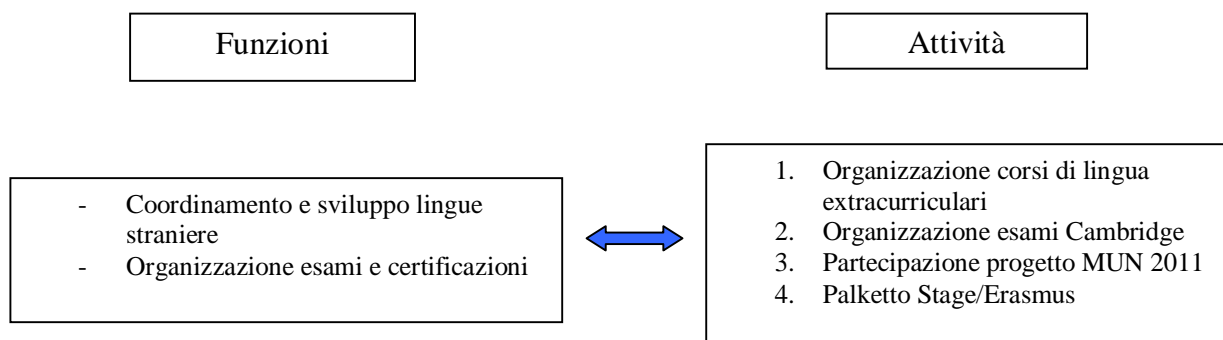 Funzioni
Attività
- Coordinamento e sviluppo lingue
straniere
- Organizzazione esami e certificazioni
1. Organizzazione corsi di lingua
extracurriculari
2. Organizzazione esami Cambridge
3. Partecipazione progetto MUN 2011
4. Palketto Stage/Erasmus